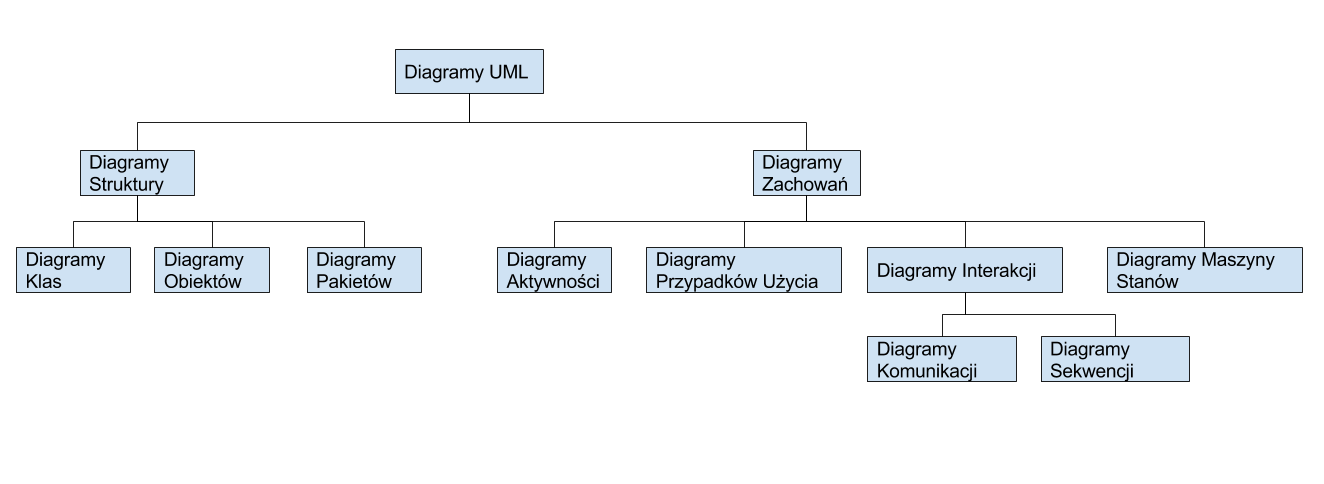 Diagramy UML
Diagramy
Struktury
Diagramy
Zachowań
Diagramy
Klas
Diagramy
Obiektów
Diagramy
Pakietów
Diagramy
Aktywności
Diagramy
Przypadków Użycia
Diagramy Interakcji
Diagramy Maszyny
Stanów
Diagramy
Komunikacji
Diagramy
Sekwencji